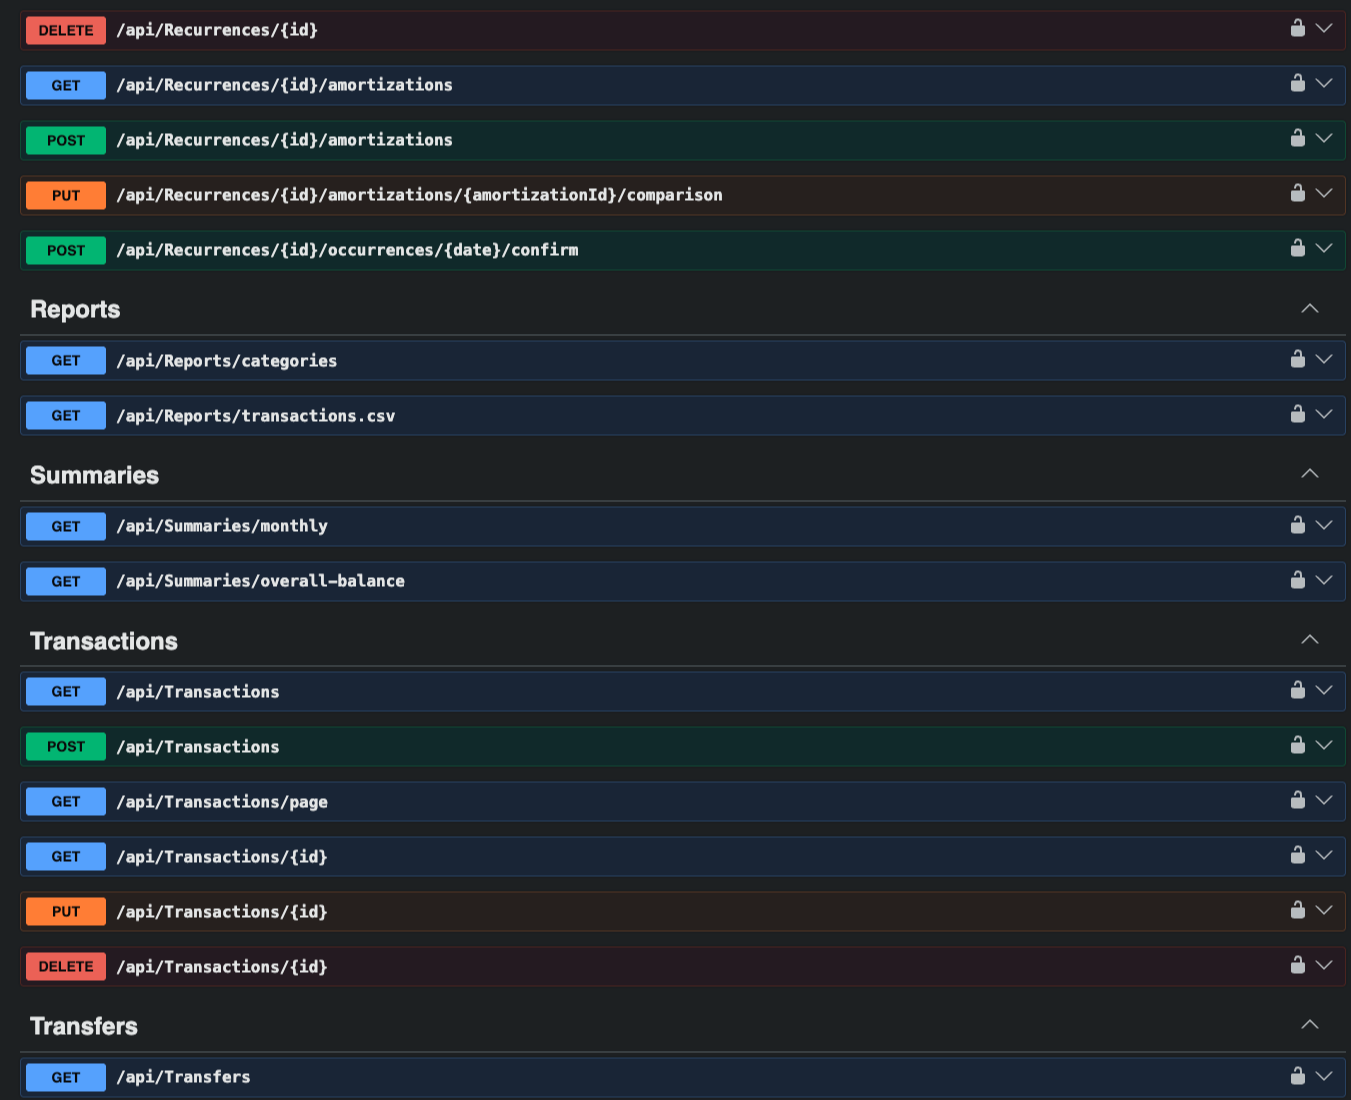 DELETE /api/Recurrences/{id}
GET /api/Recurrences/{id}/amortizations
POST /api/Recurrences/{id}/amortizations
PUT /api/Recurrences/{id}/amortizations/{amortizationId}/comparison
POST /api/Recurrences/{id}/occurrences/{date}/confirm
Reports
GET /api/Reports/categories
GET /api/Reports/transactions.csv
Summaries
GET /api/Summaries/monthly
GET /api/Summaries/overall-balance
Transactions
GET /api/Transactions
POST /api/Transactions
GET /api/Transactions/page
GET /api/Transactions/{id}
PUT /api/Transactions/{id}
DELETE /api/Transactions/{id}
Transfers
GET /api/Transfers